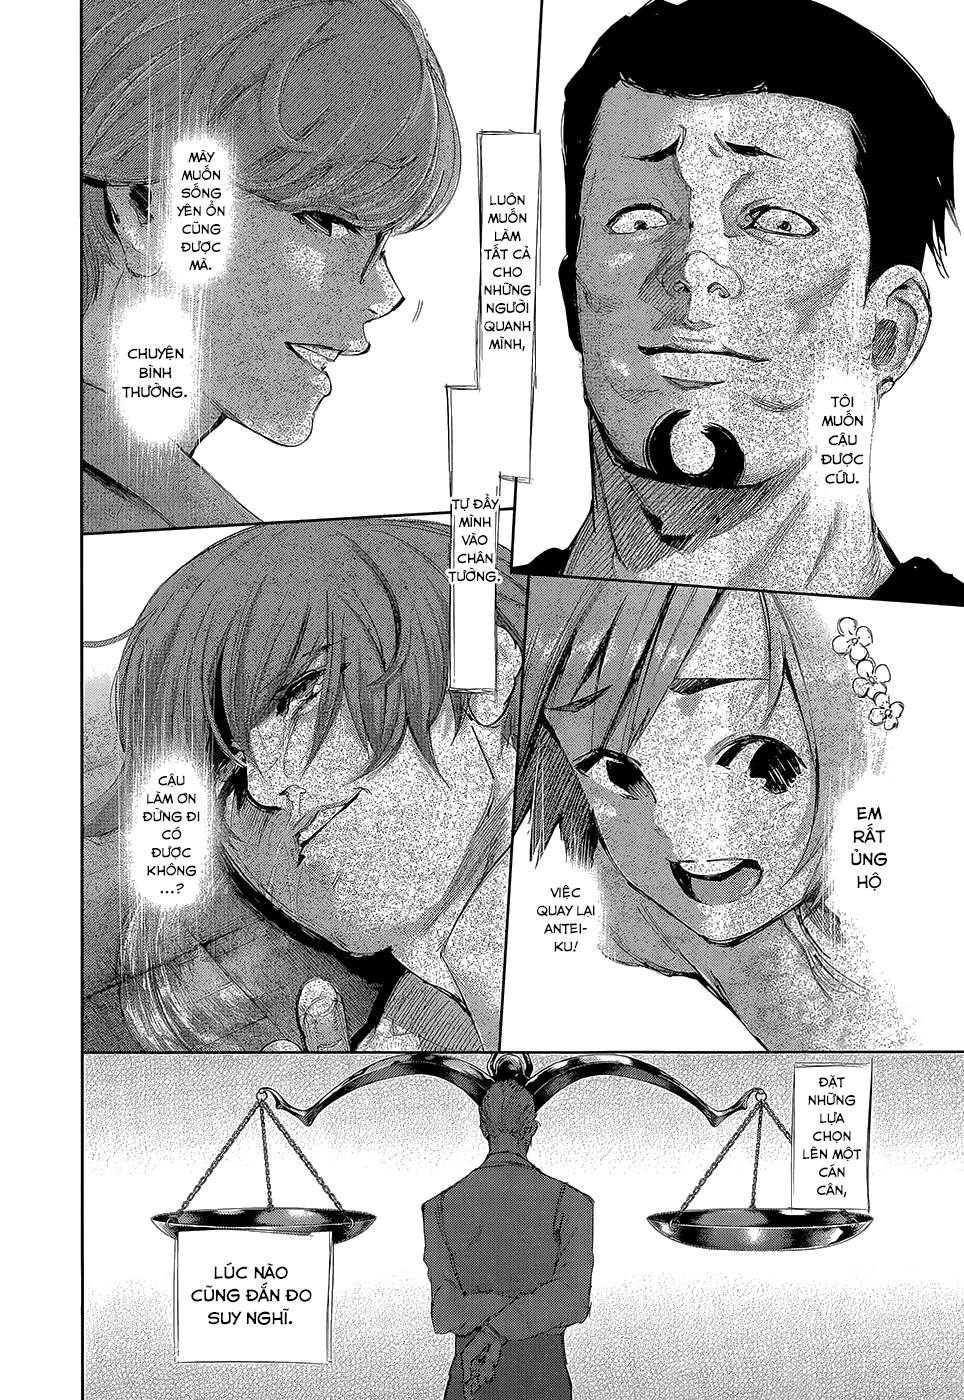 LUÔN
MUỐN
LÀM
TẤT CẢ
CHO
NHỮNG
NGƯỜI
QUANH
MÌNH,
TÔI
MUỐN
CẬU
ĐƯỢC
CỨU.
MÀY
MUỐN
SỐNG
YÊN ỔN
CŨNG
ĐƯỢC
MÀ.
CHUYỆN
BÌNH
THƯỜNG.
TỰ ĐẨY
MÌNH
VÀO
CHÂN
TƯỜNG.
EM
RẤT
ỦNG
HỘ
VIỆC
QUAY LẠI
ANTEI-
KU!
CẬU
LÀM ƠN
ĐỪNG ĐI
CÓ
ĐƯỢC
KHÔNG
...?
ĐẶT
NHỮNG
LỰA
CHỌN
LÊN MỘT
CÁN
CÂN,
LÚC NÀO
CŨNG ĐẮN ĐO
SUY NGHĨ.